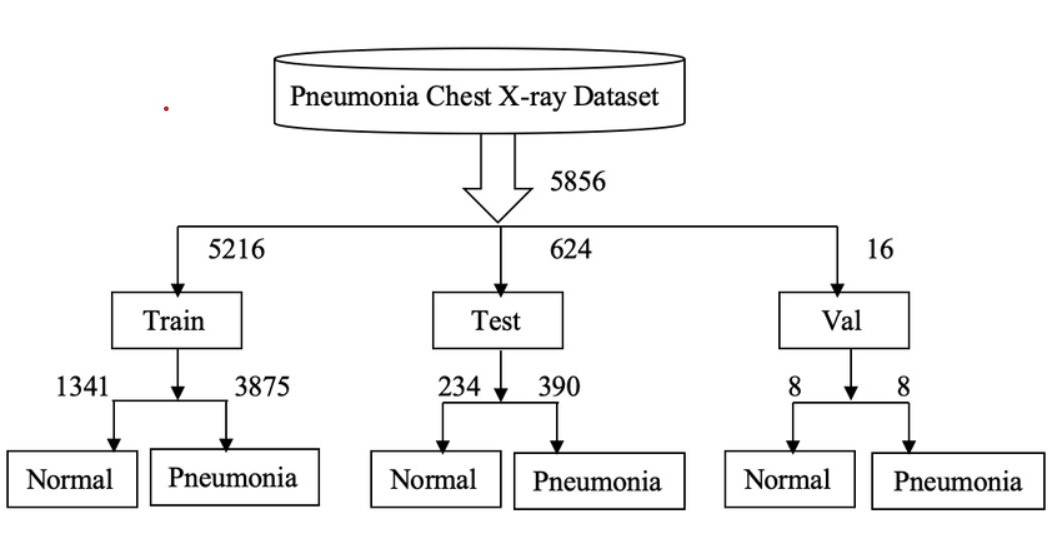 Pneumonia Chest X-ray Dataset
5856
5216
624
16
Train
Test
Val
1341
3875
234
390
8
8
Normal
Pneumonia
Normal
Pneumonia
Normal
Pneumonia